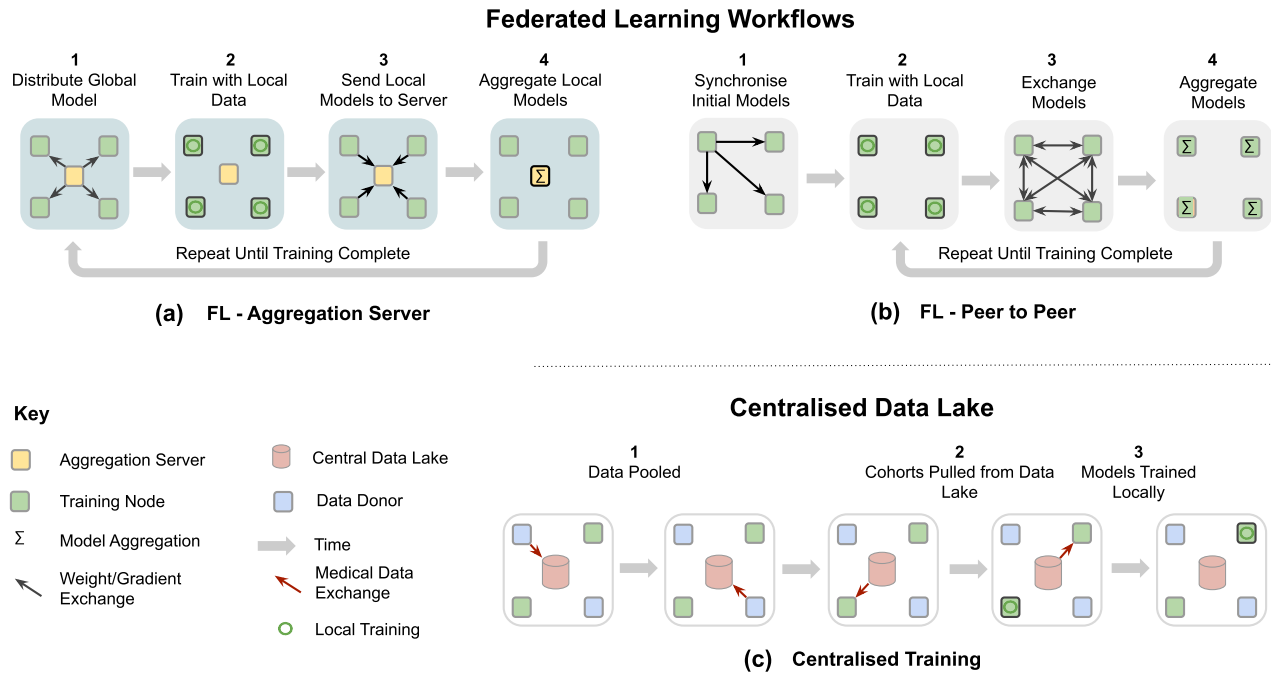 Federated Learning Workflows
1
Distribute Global
Model
2
Train with Local
Data
3
Send Local
Models to Server
4
Aggregate Local
Models
Σ
Repeat Until Training Complete
(a) FL - Aggregation Server
1
Synchronise
Initial Models
2
Train with Local
Data
3
Exchange
Models
4
Aggregate
Models
Σ
Σ
Σ
Σ
Repeat Until Training Complete
(b) FL - Peer to Peer
Key
Aggregation Server
Training Node
Σ Model Aggregation
Weight/Gradient
Exchange
Central Data Lake
Data Donor
Time
Medical Data
Exchange
Local Training
Centralised Data Lake
1
Data Pooled
2
Cohorts Pulled from Data
Lake
3
Models Trained
Locally
(c) Centralised Training